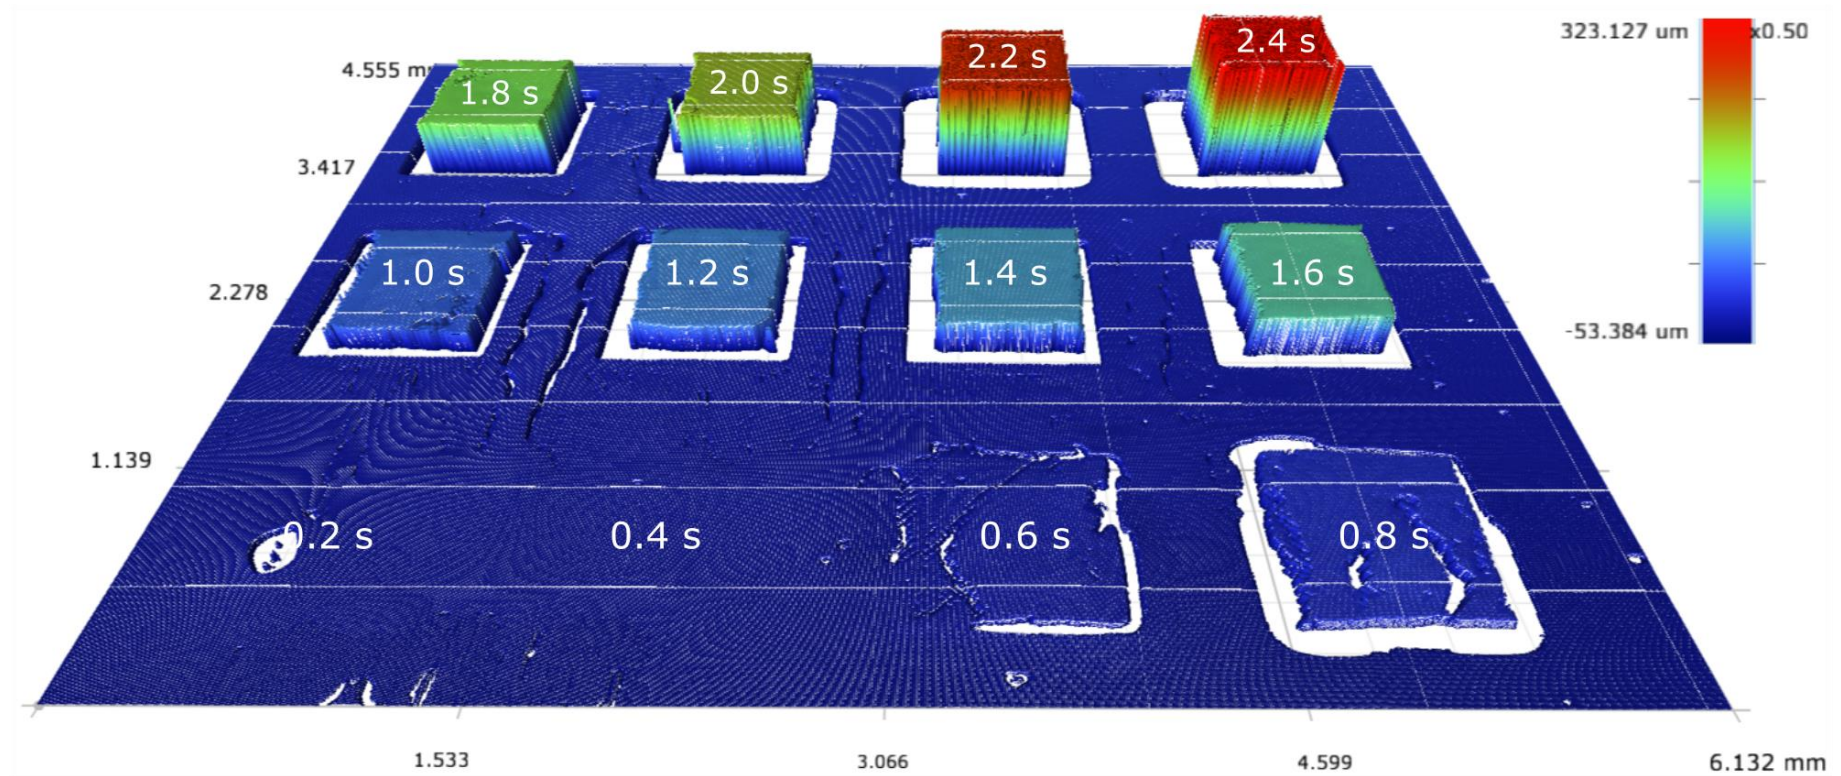 323.127 um
x0.50
-53.384 um
4.555 m
3.417
2.278
1.139
1.8 s
2.0 s
2.2 s
2.4 s
1.0 s
1.2 s
1.4 s
1.6 s
0.2 s
0.4 s
0.6 s
0.8 s
1.533
3.066
4.599
6.132 mm